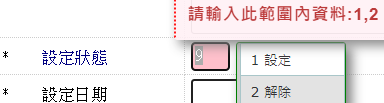 請輸入此範圍內資料:1,2
* 設定狀態 9 1 設定
* 設定日期 2 解除